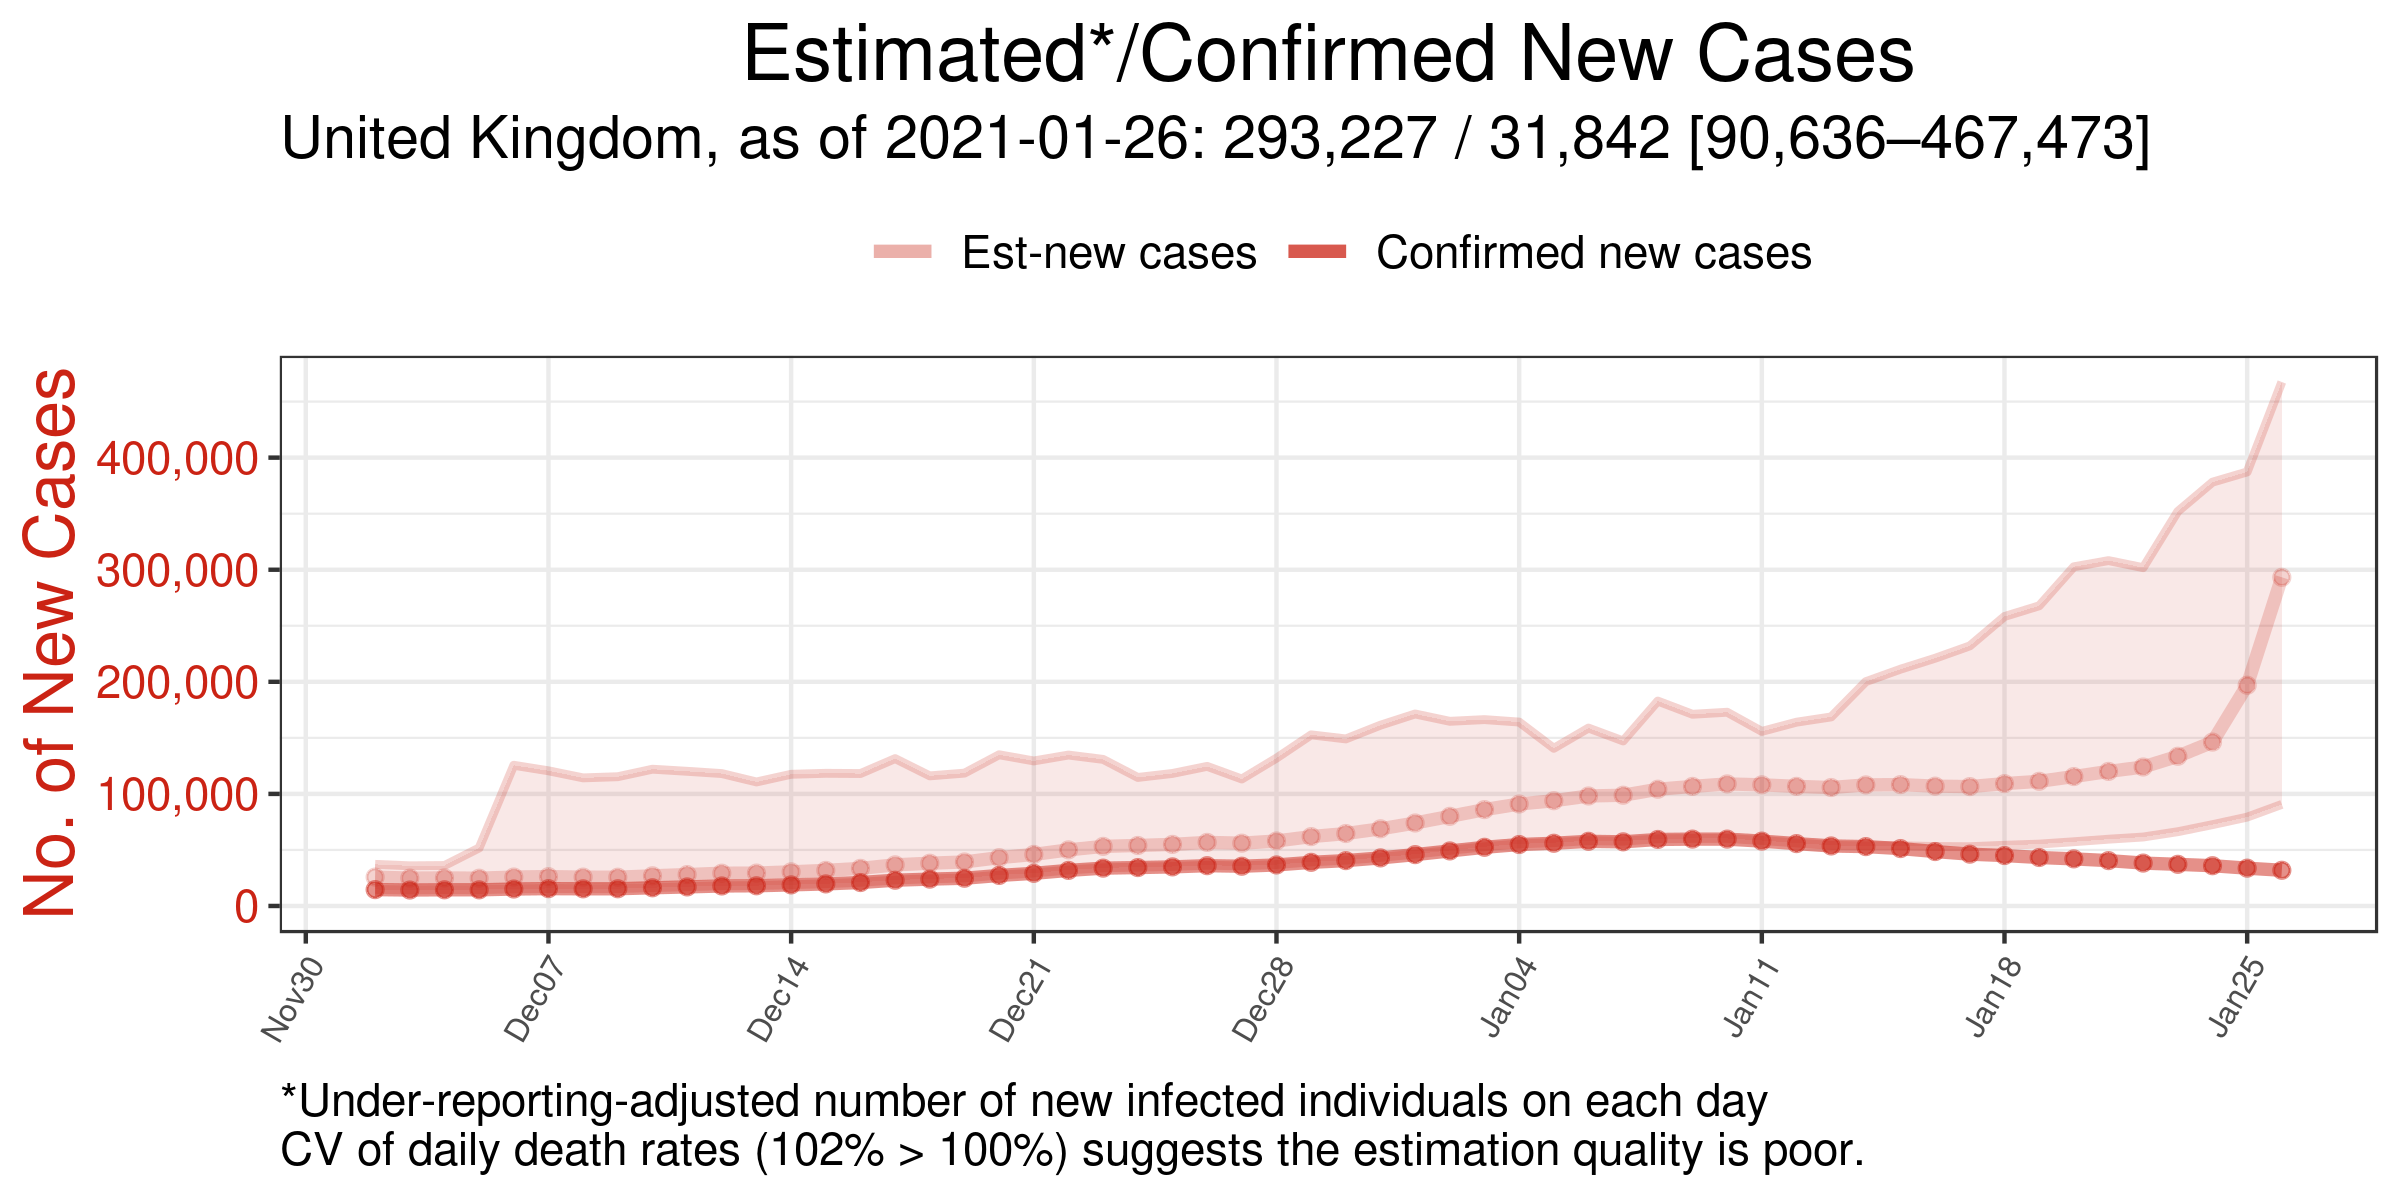 Estimated*/Confirmed New Cases
United Kingdom, as of 2021-01-26: 293,227 / 31,842 [90,636–467,473]
Est-new cases
Confirmed new cases
No. of New Cases
400,000
300,000
200,000
100,000
0
Nov30
Dec07
Dec14
Dec21
Dec28
Jan04
Jan11
Jan18
Jan25
*Under-reporting-adjusted number of new infected individuals on each day
CV of daily death rates (102% > 100%) suggests the estimation quality is poor.